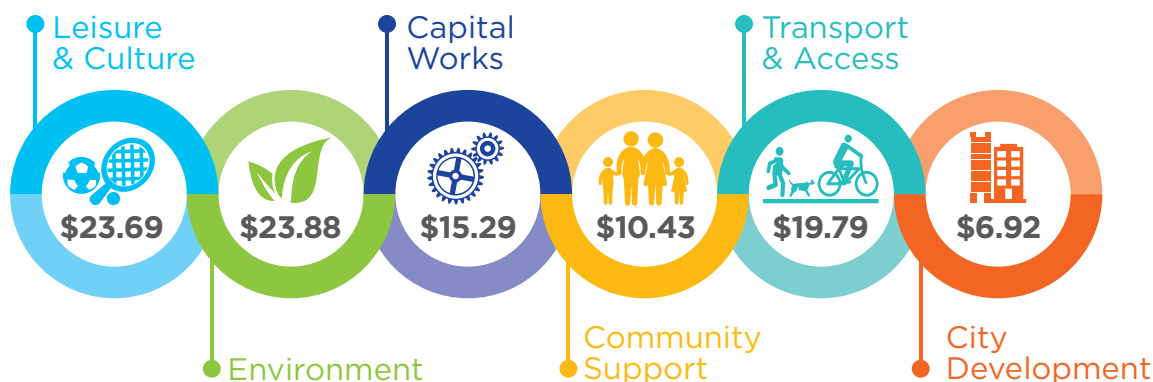 Leisure
& Culture
Capital
Works
Transport
& Access
$23.69
$23.88
$15.29
$10.43
$19.79
$6.92
Environment
Community
Support
City
Development